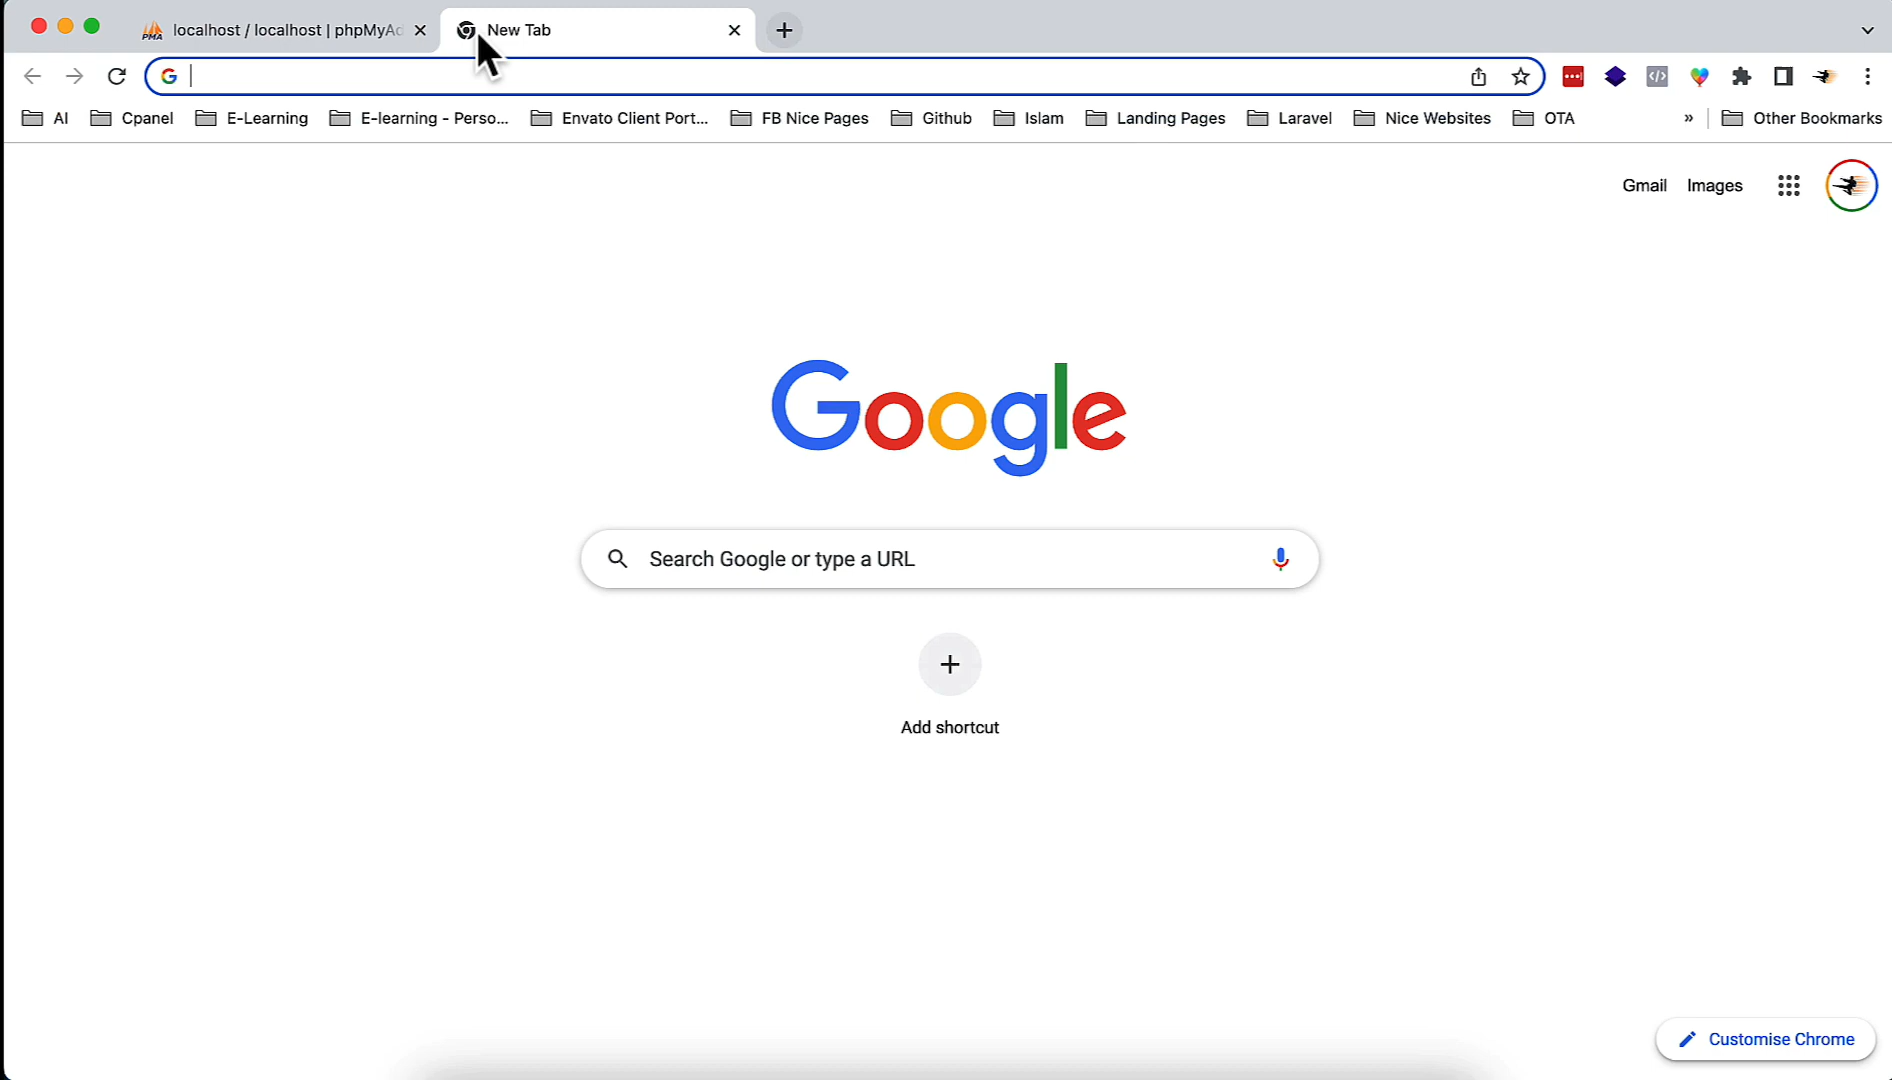 localhost / localhost | phpMyAd
New Tab
AI
Cpanel
E-Learning
E-learning - Perso...
Envato Client Port...
FB Nice Pages
Github
Islam
Landing Pages
Laravel
Nice Websites
OTA
»
Other Bookmarks
Gmail
Images
Google
Search Google or type a URL
Add shortcut
Customise Chrome